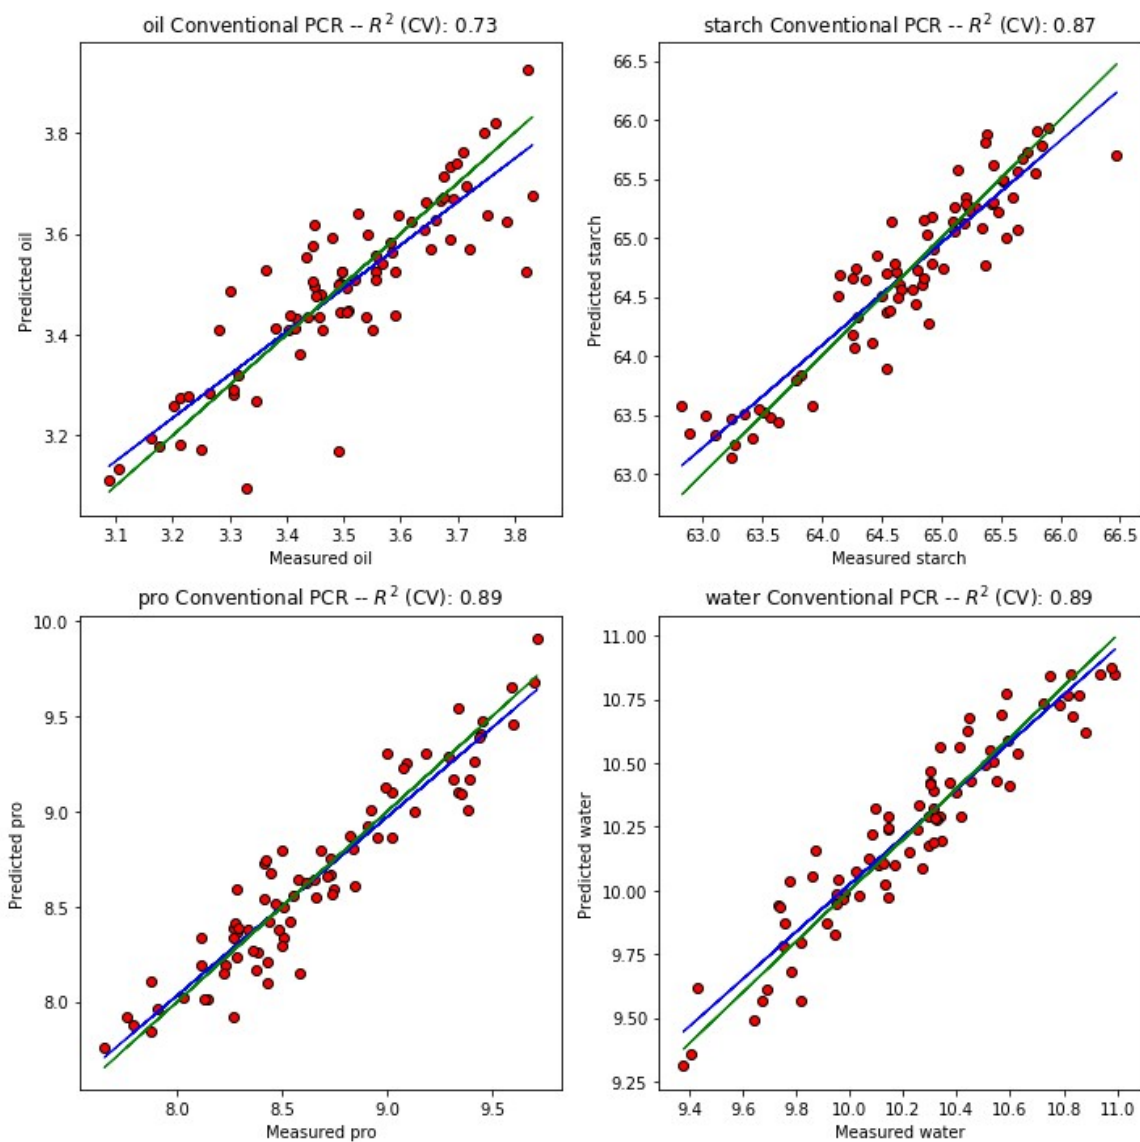 oil Conventional PCR -- R² (CV): 0.73
3.8
3.6
3.4
3.2
Predicted oil
3.1 3.2 3.3 3.4 3.5 3.6 3.7 3.8
Measured oil
starch Conventional PCR -- R² (CV): 0.87
66.5
66.0
65.5
65.0
64.5
64.0
63.5
63.0
Predicted starch
63.0 63.5 64.0 64.5 65.0 65.5 66.0 66.5
Measured starch
pro Conventional PCR -- R² (CV): 0.89
10.0
9.5
9.0
8.5
8.0
Predicted pro
8.0 8.5 9.0 9.5
Measured pro
water Conventional PCR -- R² (CV): 0.89
11.00
10.75
10.50
10.25
10.00
9.75
9.50
9.25
Predicted water
9.4 9.6 9.8 10.0 10.2 10.4 10.6 10.8 11.0
Measured water